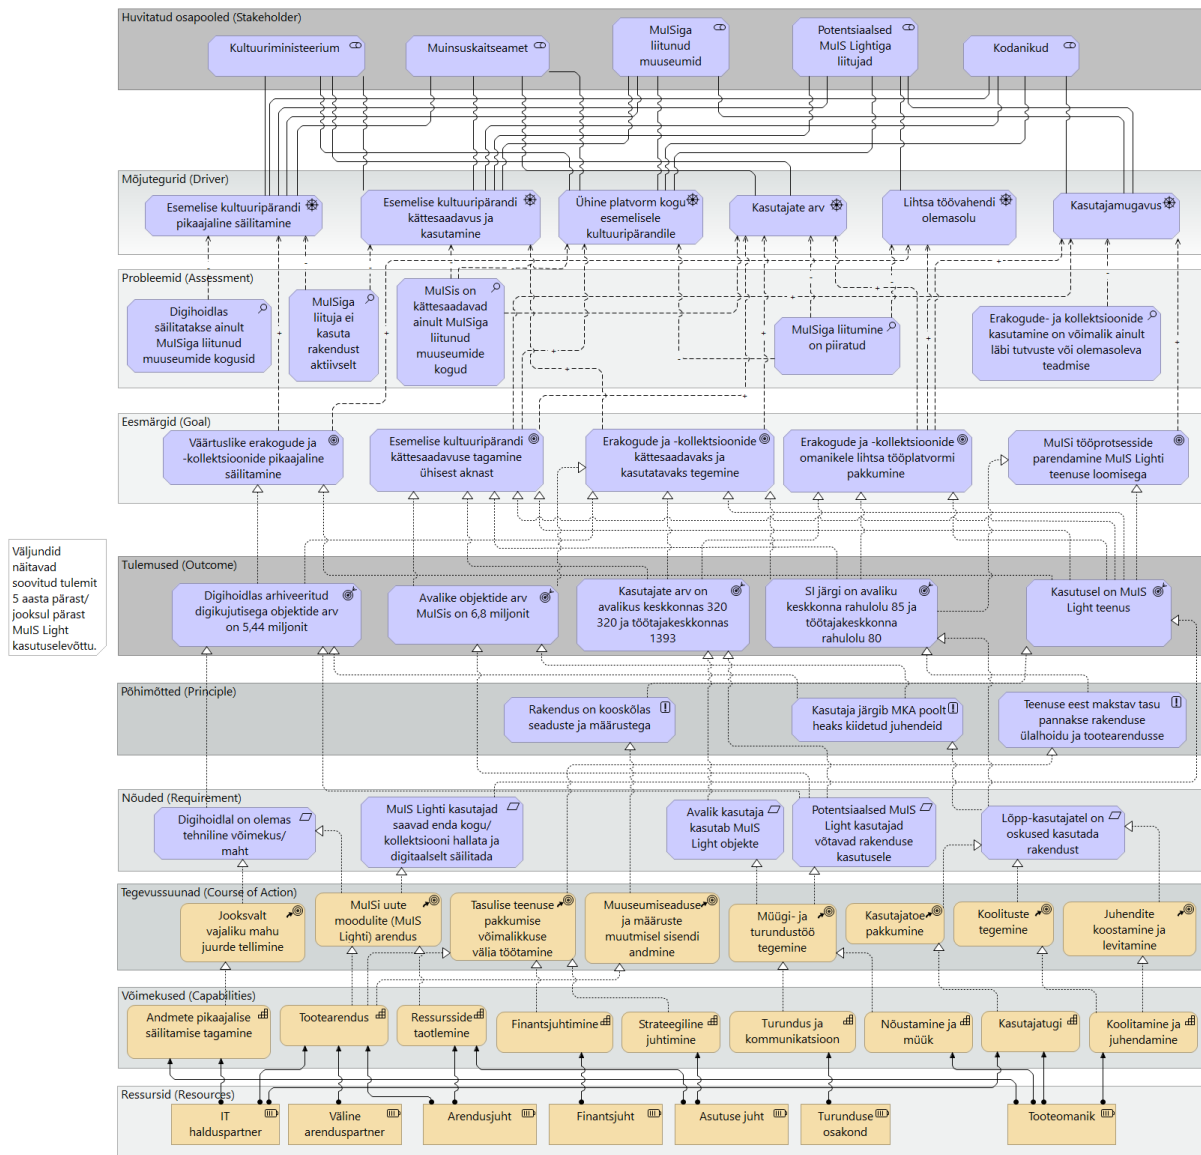 Huvitatud osapooled (Stakeholder)
Kultuuriministeerium
Muinsuskaitseamet
MuISiga
liitunud
muuseumid
Potentsiaalsed
MuIS Lightiga
liitujad
Kodanikud
Mõjutegurid (Driver)
Esemelise kultuuripärandi
pikaajaline säilitamine
Esemelise kultuuripärandi
kättesaadavus ja
kasutamine
Ühine platvorm kogu
esemelisele
kultuuripärandile
Kasutajate arv
Lihtsa töövahendi
olemasolu
Kasutajamugavus
Probleemid (Assessment)
Digihoidlas
säilitatakse ainult
MuISiga liitunud
muuseumide kogusid
MuISiga
liituja ei
kasuta
rakendust
aktiivselt
MuISis on
kättesaadavad
ainult MuISiga
liitunud
muuseumide
kogud
MuISiga liitumine
on piiratud
Erakogude- ja kollektsioonide
kasutamine on võimalik ainult
läbi tutvuste või olemasoleva
teadmise
Eesmärgid (Goal)
Väärtuslike erakogude ja
-kollektsioonide pikaajaline
säilitamine
Esemelise kultuuripärandi
kättesaadavuse tagamine
ühisest aknast
Erakogude ja -kollektsioonide
kättesaadavaks ja
kasutatavaks tegemine
Erakogude ja -kollektsioonide
omanikele lihtsa tööplatvormi
pakkumine
MuISi tööprotsesside
parendamine MuIS Lighti
teenuse loomisega
Väljundid
näitavad
soovitud tulemit
5 aasta pärast/
jooksul pärast
MuIS Light
kasutuselevõttu.
Tulemused (Outcome)
Digihoidlas arhiveeritud
digikujutisega objektide arv
on 5,44 miljonit
Avalike objektide arv
MuISis on 6,8 miljonit
Kasutajate arv on
avalikus keskkonnas 320
320 ja töötajakeskkonnas
1393
SI järgi on avaliku
keskkonna rahulolu 85 ja
töötajakeskkonna
rahulolu 80
Kasutusel on MuIS
Light teenus
Põhimõtted (Principle)
Rakendus on kooskõlas
seaduste ja määrustega
Kasutaja järgib MKA poolt
heaks kiidetud juhendeid
Teenuse eest makstav tasu
pannakse rakenduse
ülalhoidu ja tootearendusse
Nõuded (Requirement)
Digihoidlal on olemas
tehniline võimekus/
maht
MuIS Lighti kasutajad
saavad enda kogu/
kollektsiooni hallata ja
digitaalselt säilitada
Avalik kasutaja
kasutab MuIS
Light objekte
Potentsiaalsed MuIS
Light kasutajad
võtavad rakenduse
kasutusele
Lõpp-kasutajatel on
oskused kasutada
rakendust
Tegevussuunad (Course of Action)
Jooksvalt
vajaliku mahu
juurde tellimine
MuISi uute
moodulite (MuIS
Lighti) arendus
Tasulise teenuse
pakkumise
võimalikkuse
välja töötamine
Muuseumiseaduse
ja määruste
muutmisel sisendi
andmine
Müügi- ja
turundustöö
tegemine
Kasutajatoe
pakkumine
Koolituste
tegemine
Juhendite
koostamine ja
levitamine
Võimekused (Capabilities)
Andmete pikaajalise
säilitamise tagamine
Tootearendus
Ressursside
taotlemine
Finantsjuhtimine
Strateegiline
juhtimine
Turundus ja
kommunikatsioon
Nõustamine ja
müük
Kasutajatugi
Koolitamine ja
juhendamine
Ressursid (Resources)
IT
halduspartner
Väline
arenduspartner
Arendusjuht
Finantsjuht
Asutuse juht
Turunduse
osakond
Tooteomanik